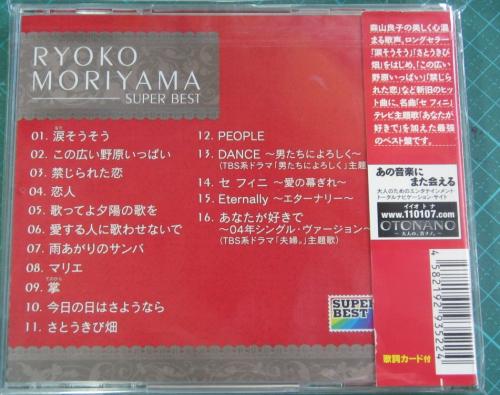 RYOKO
MORIYAMA
SUPER BEST
01. 涙そうそう
02. この広い野原いっぱい
03. 禁じられた恋
04. 恋人
05. 歌ってよ夕陽の歌を
06. 愛する人に歌わせないで
07. 雨あがりのサンバ
08. マリエ
09. 掌
10. 今日の日はさようなら
11. さとうきび畑
12. PEOPLE
13. DANCE ～男たちによろしく～
(TBS系ドラマ「男たちによろしく」主題
14. セ フィニ ～愛の幕ぎれ～
15. Eternally ～エターナリー～
16. あなたが好きで
～04年シングル・ヴァージョン～
(TBS系ドラマ「夫婦。」主題歌)
SUPER
BEST
森山良子の美しく心温
まる歌声。ロングセラー
「涙そうそう」「さとうきび
畑」をはじめ、「この広い
野原いっぱい」「禁じら
れた恋」など新旧のヒッ
ト曲に、名曲「セ フィニ」
テレビ主題歌「あなたが
好きで」を加えた最強
のベスト盤です。
あの音楽に
また会える
大人のためのエンタテインメント
トータルナビゲーション・サイト
イイオトナ
www.110107.com
OTONANO
～大人の、音ナノ。～
4582192935224
歌詞カード付